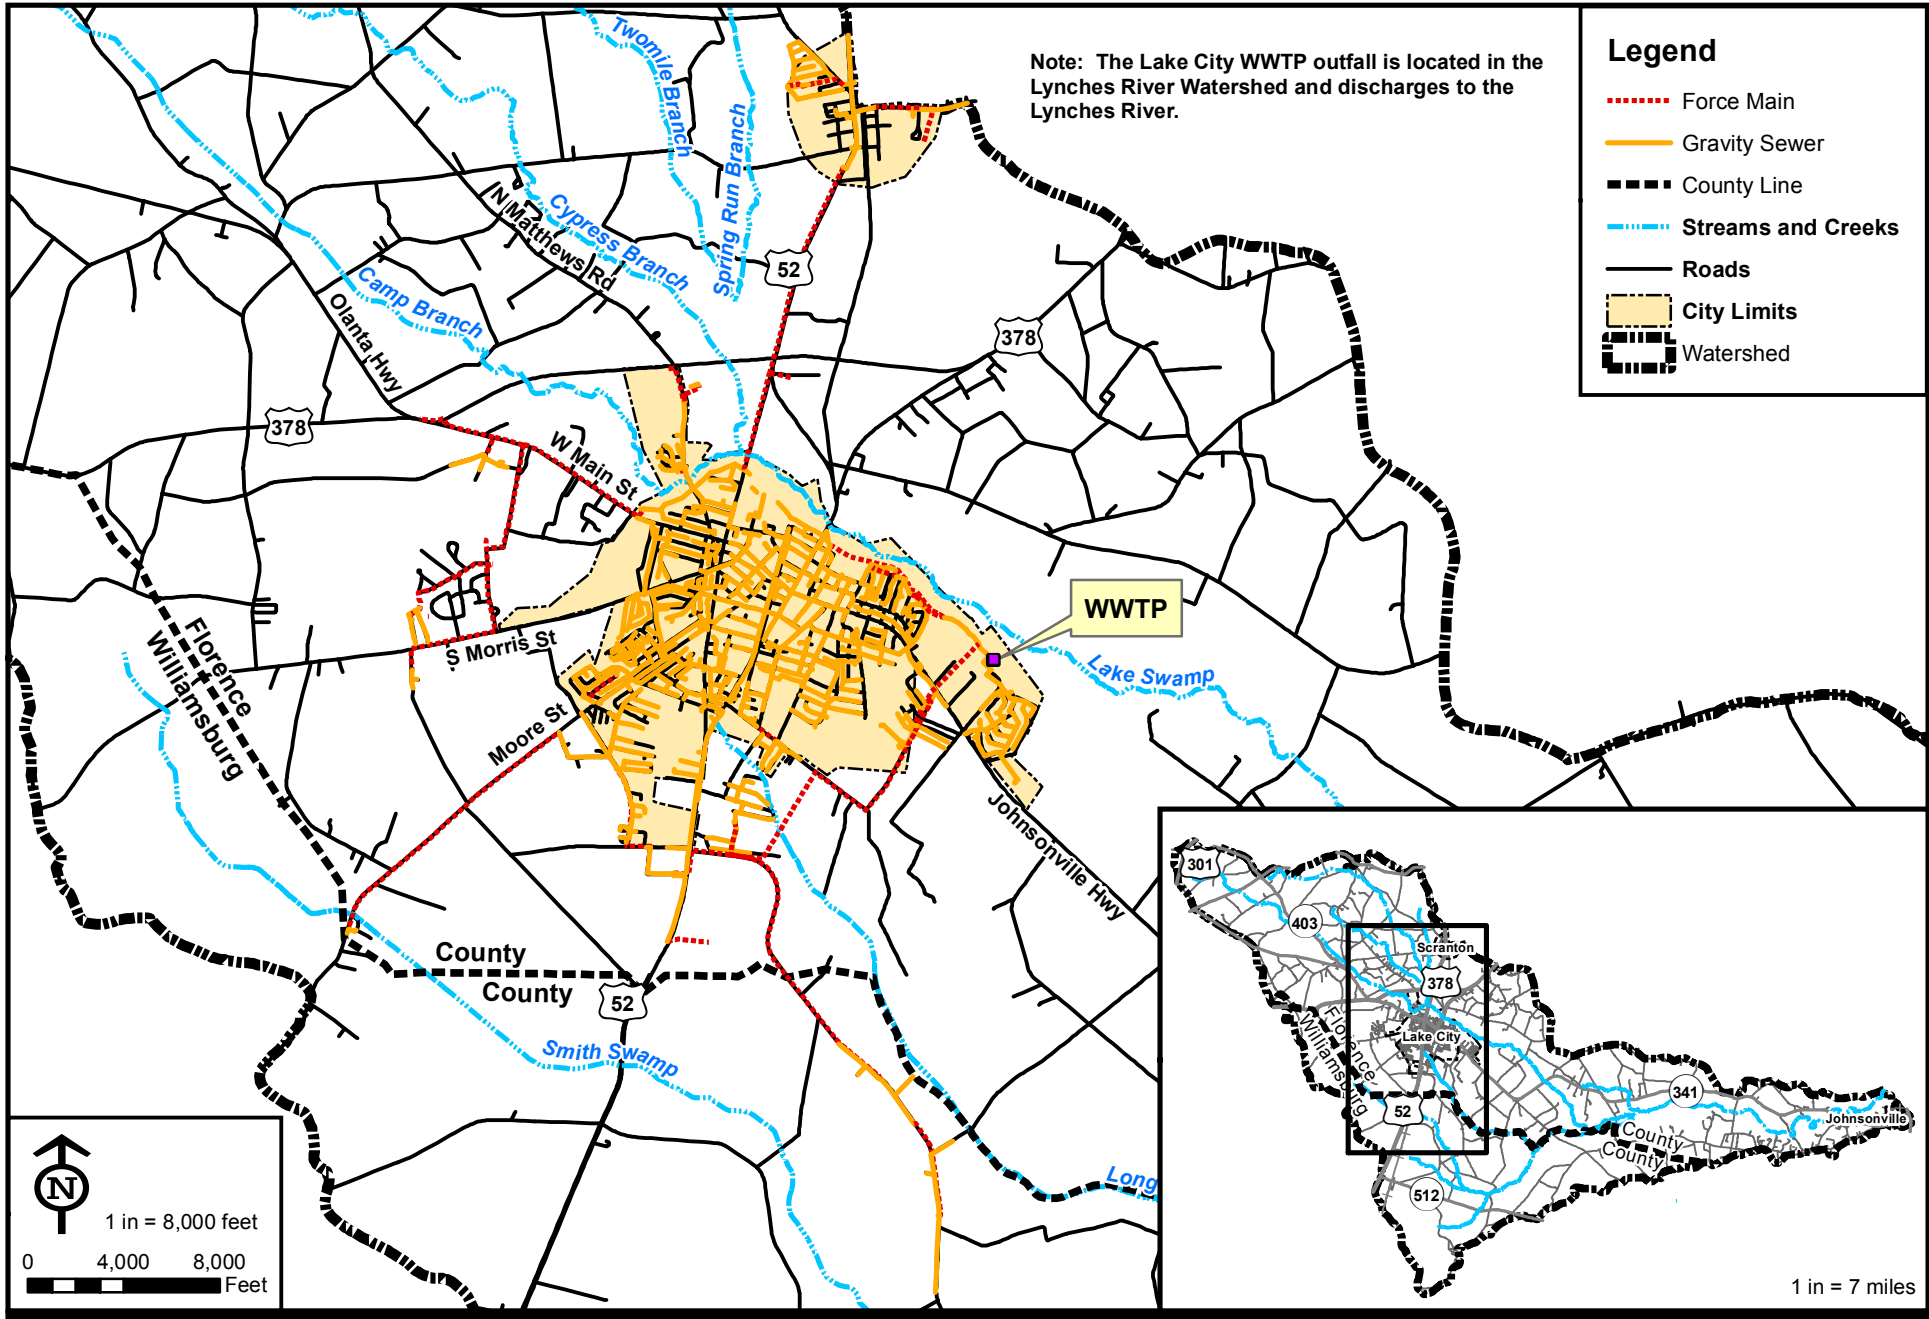 Note: The Lake City WWTP outfall is located in the
Lynches River Watershed and discharges to the
Lynches River.
Legend
Force Main
Gravity Sewer
County Line
Streams and Creeks
Roads
City Limits
Watershed
Twomile Branch
Spring Run Branch
Cypress Branch
N Matthews Rd
Camp Branch
Olanta Hwy
52
378
378
W Main St
WWTP
Lake Swamp
S. Morris St
Moore St
Florence
Williamsburg
Johnsonville Hwy
County
County
52
Smith Swamp
Long
N
1 in = 8,000 feet
0 4,000 8,000
Feet
301
403
Scranton
378
Lake City
Florence
Williamsburg
52
341
Johnsonville
County
County
512
1 in = 7 miles